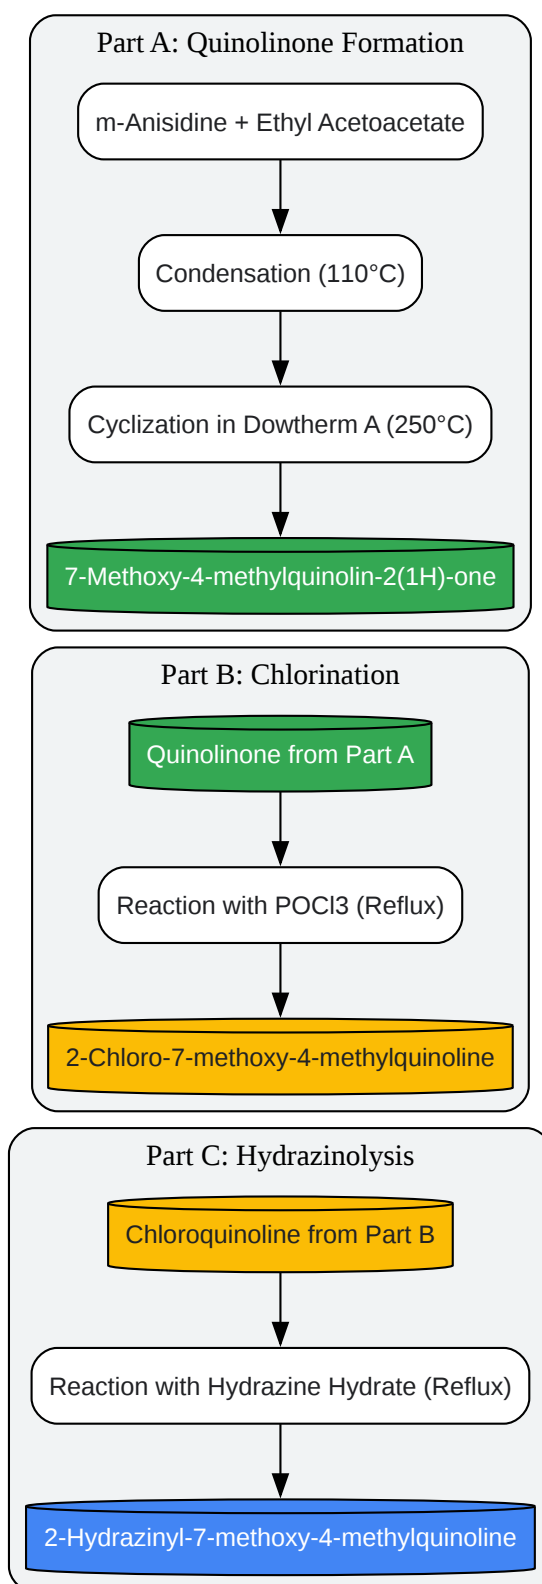 Part A: Quinolinone Formation
m-Anisidine + Ethyl Acetoacetate
Condensation (110°C)
Cyclization in Dowtherm A (250°C)
7-Methoxy-4-methylquinolin-2(1H)-one
Part B: Chlorination
Quinolinone from Part A
Reaction with POCl3 (Reflux)
2-Chloro-7-methoxy-4-methylquinoline
Part C: Hydrazinolysis
Chloroquinoline from Part B
Reaction with Hydrazine Hydrate (Reflux)
2-Hydrazinyl-7-methoxy-4-methylquinoline